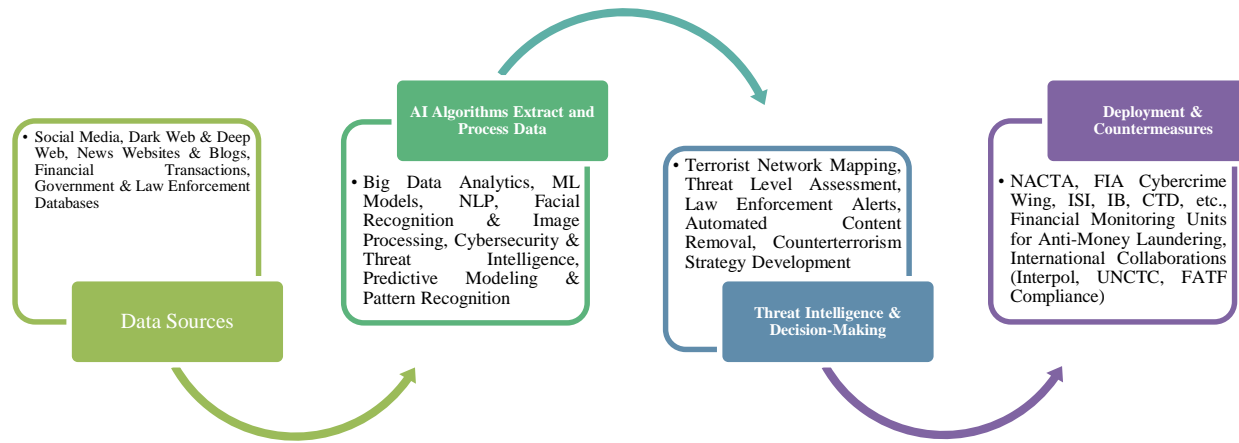 • Social Media, Dark Web & Deep
Web, News Websites & Blogs,
Financial Transactions,
Government & Law Enforcement
Databases
Data Sources
AI Algorithms Extract and
Process Data
• Big Data Analytics, ML
Models, NLP, Facial
Recognition & Image
Processing, Cybersecurity &
Threat Intelligence,
Predictive Modeling &
Pattern Recognition
• Terrorist Network Mapping,
Threat Level Assessment,
Law Enforcement Alerts,
Automated Content
Removal, Counterterrorism
Strategy Development
Threat Intelligence &
Decision-Making
Deployment &
Countermeasures
• NACTA, FIA Cybercrime
Wing, ISI, IB, CTD, etc.,
Financial Monitoring Units
for Anti-Money Laundering,
International Collaborations
(Interpol, UNCTC, FATF
Compliance)